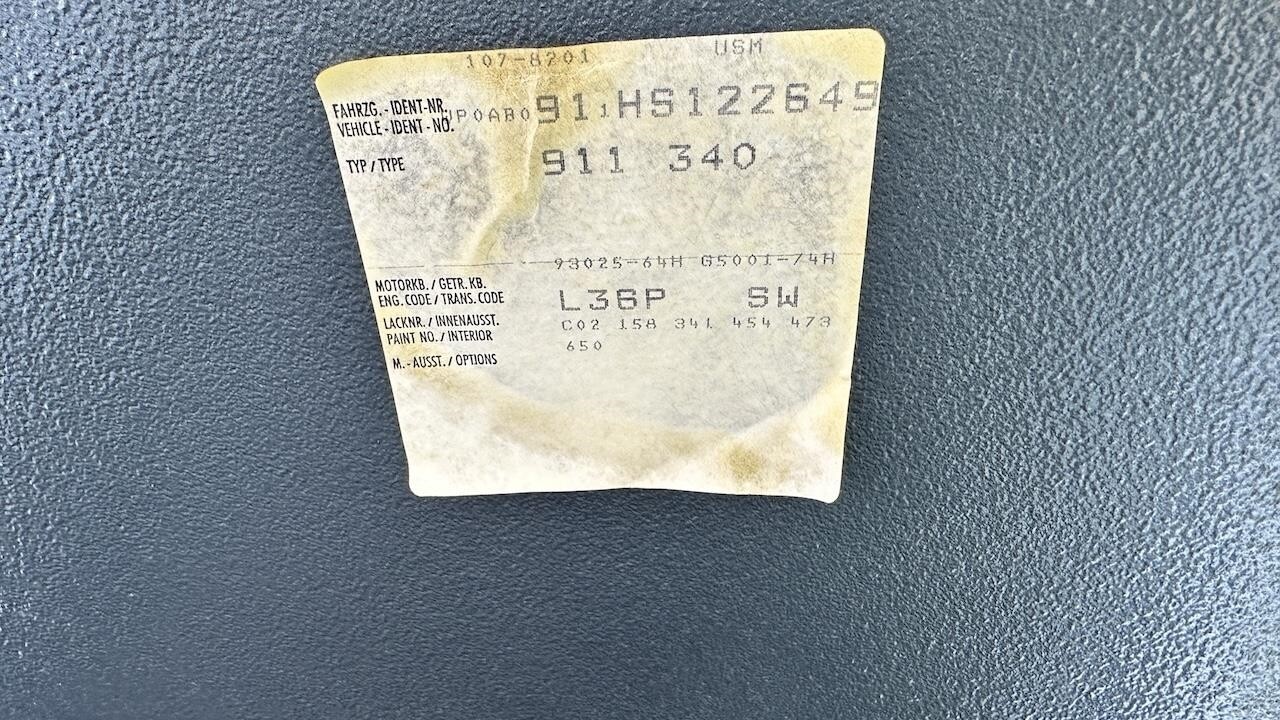 107-8201 USM
FAHRZG.-IDENT-NR.
VEHICLE-IDENT-NO. WP0AB0911HS122649
TYP/TYPE 911 340
93025-64H G5001-74H
MOTORKB./GETR.KB.
ENG.CODE/TRANS.CODE L36P SW
LACKNR./INNENAUSST. C02 158 341 454 473
PAINT NO./INTERIOR 650
M.-AUSST./OPTIONS